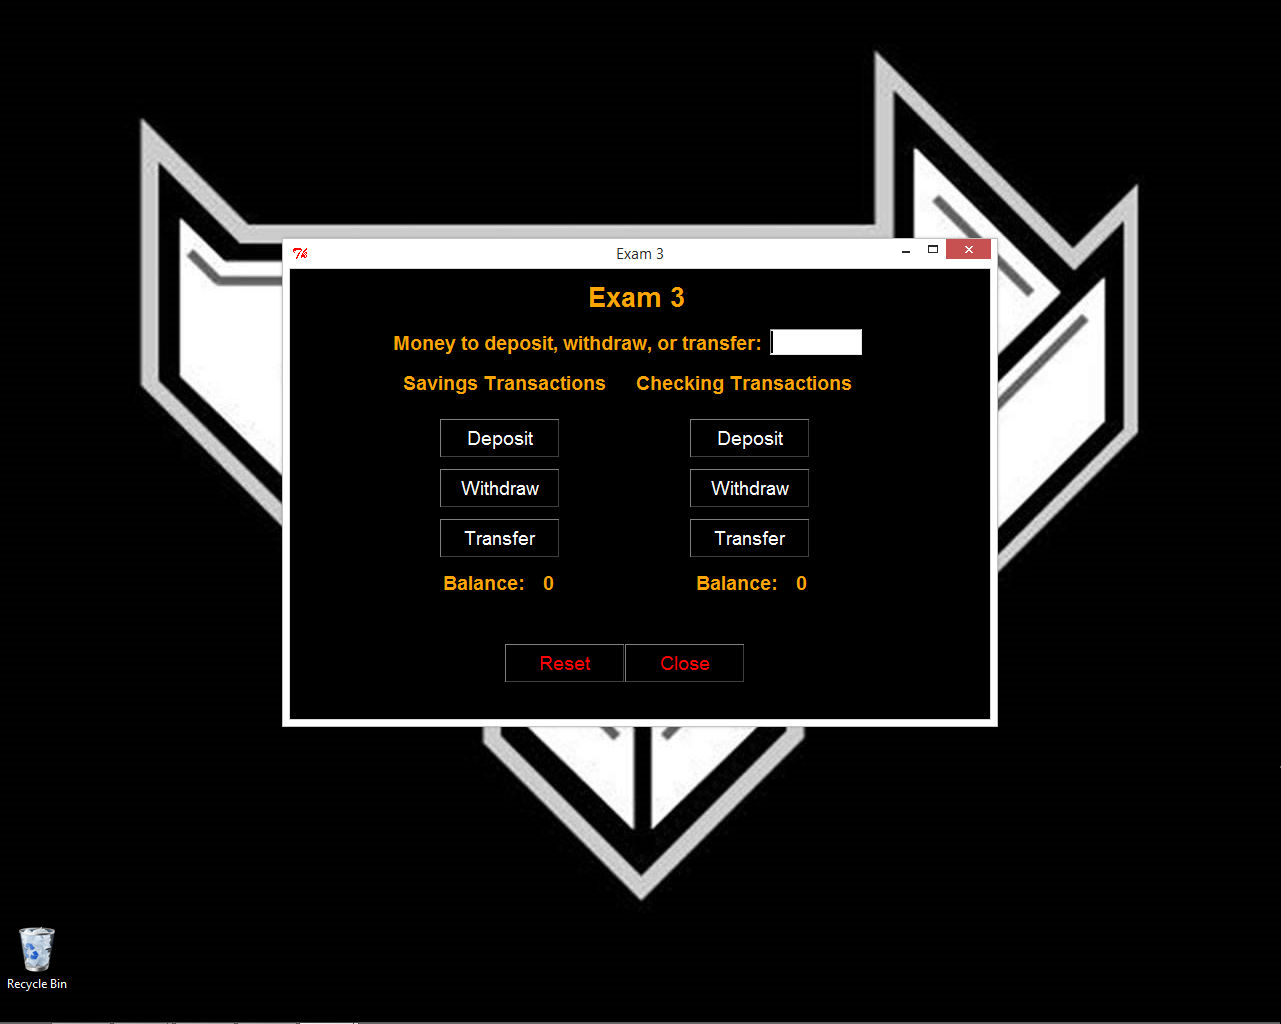 Exam 3
Exam 3
Money to deposit, withdraw, or transfer:
Savings Transactions Checking Transactions
Deposit Deposit
Withdraw Withdraw
Transfer Transfer
Balance: 0 Balance: 0
Reset Close
Recycle Bin